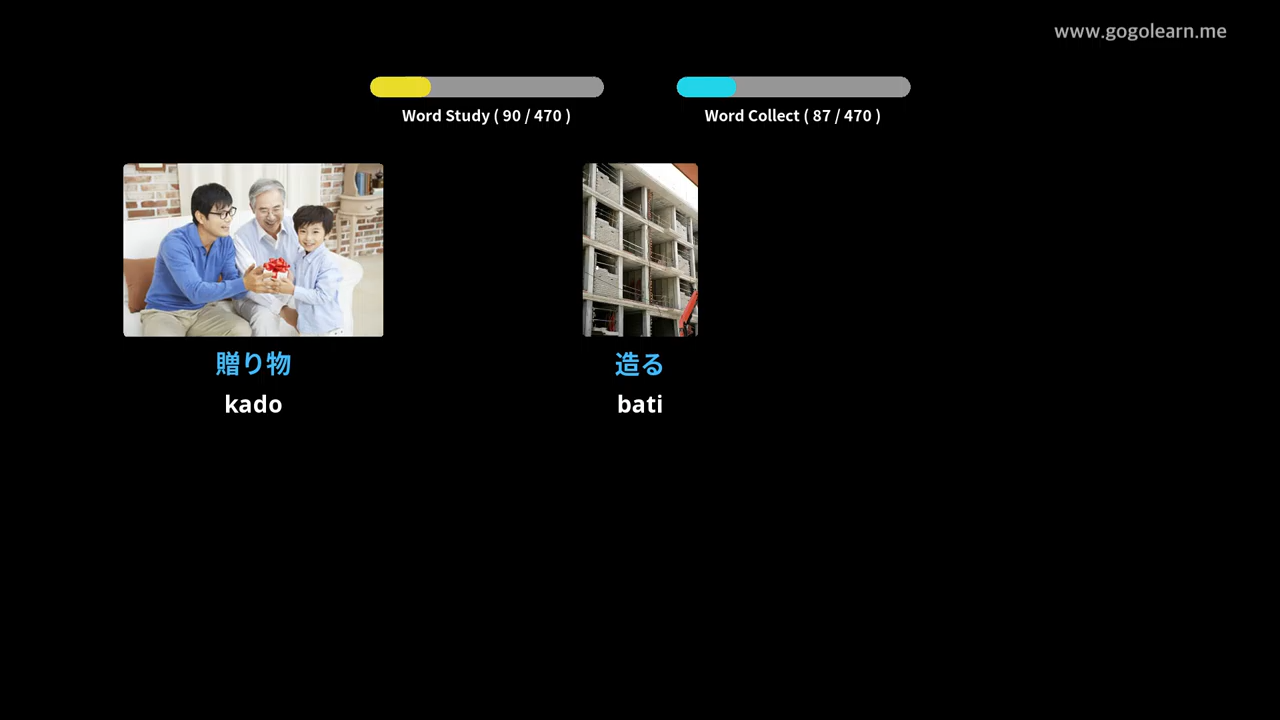 www.gogolearn.me
Word Study ( 90 / 470 )
Word Collect ( 87 / 470 )
贈り物
kado
造る
bati